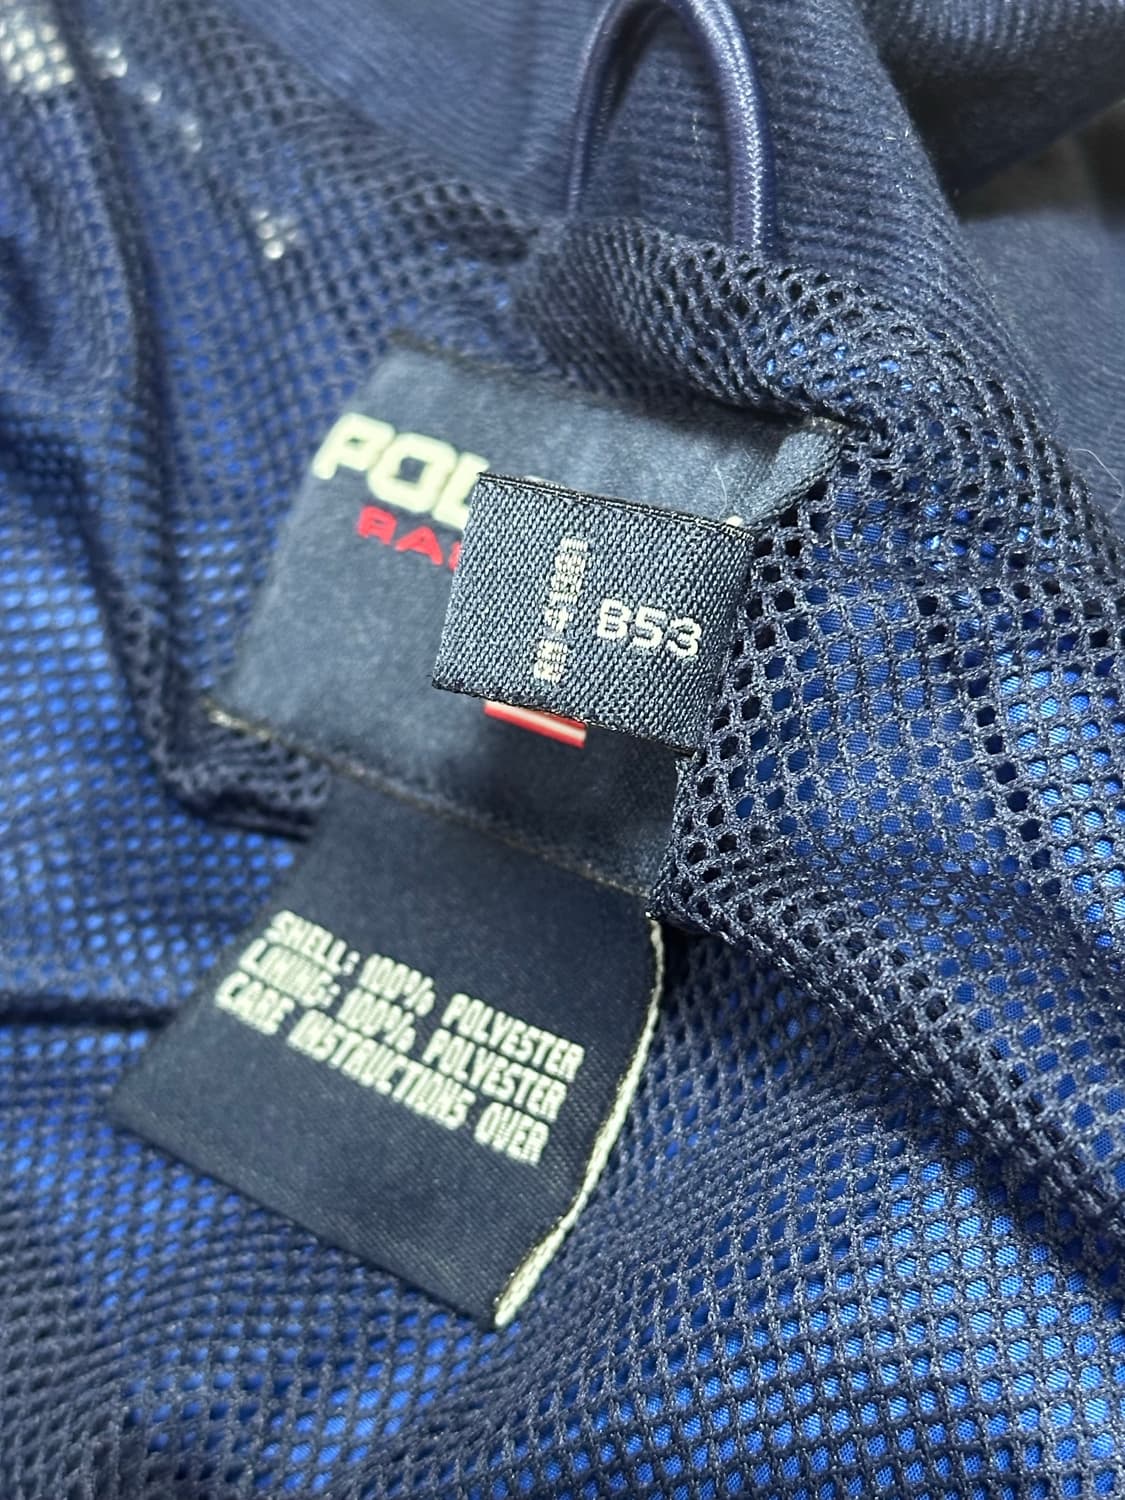 POL
RA
B53
SHELL: 100% POLYESTER
LINING: 100% POLYESTER
CARE INSTRUCTIONS OVER